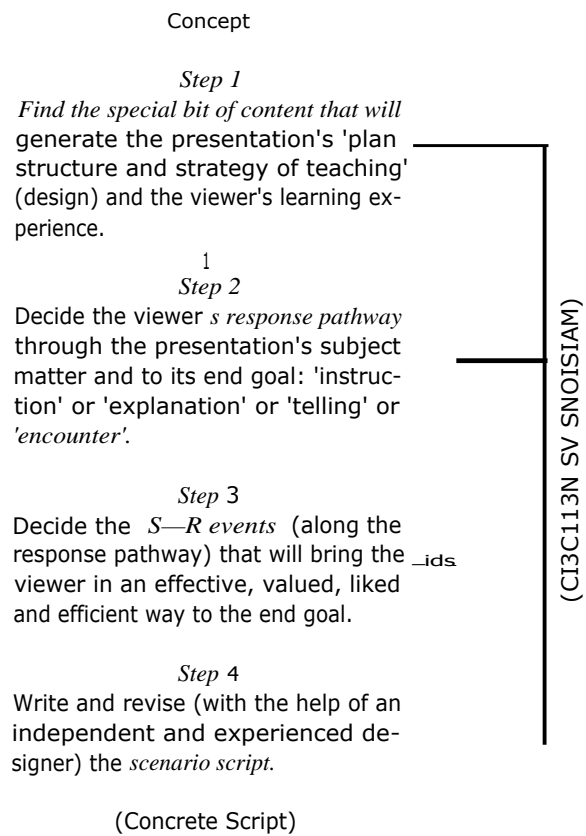 Concept
Step 1
Find the special bit of content that will
generate the presentation's 'plan
structure and strategy of teaching'
(design) and the viewer's learning ex-
perience.
1
Step 2
Decide the viewer s response pathway
through the presentation's subject
matter and to its end goal: 'instruc-
tion' or 'explanation' or 'telling' or
'encounter'.
Step 3
Decide the S—R events (along the
response pathway) that will bring the
viewer in an effective, valued, liked
and efficient way to the end goal.
_ids.
Step 4
Write and revise (with the help of an
independent and experienced de-
signer) the scenario script.
(Concrete Script)
(CI3C113N SV SNOISIAM)